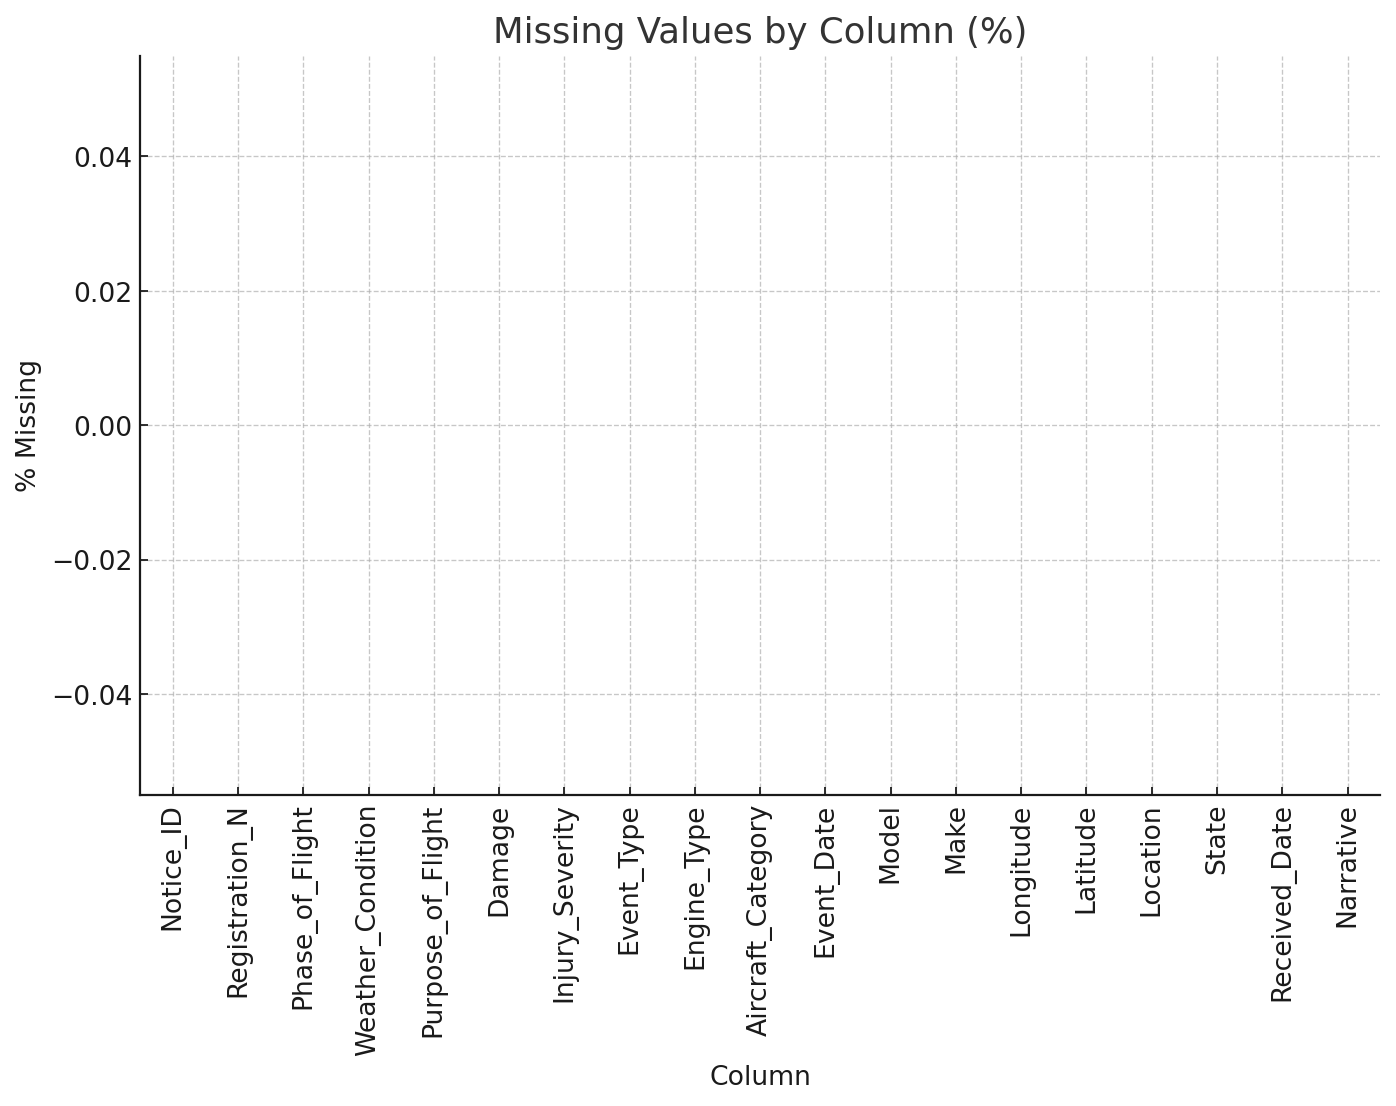 Missing Values by Column (%)
% Missing
0.04
0.02
0.00
−0.02
−0.04
Notice_ID
Registration_N
Phase_of_Flight
Weather_Condition
Purpose_of_Flight
Damage
Injury_Severity
Event_Type
Engine_Type
Aircraft_Category
Event_Date
Model
Make
Longitude
Latitude
Location
State
Received_Date
Narrative
Column